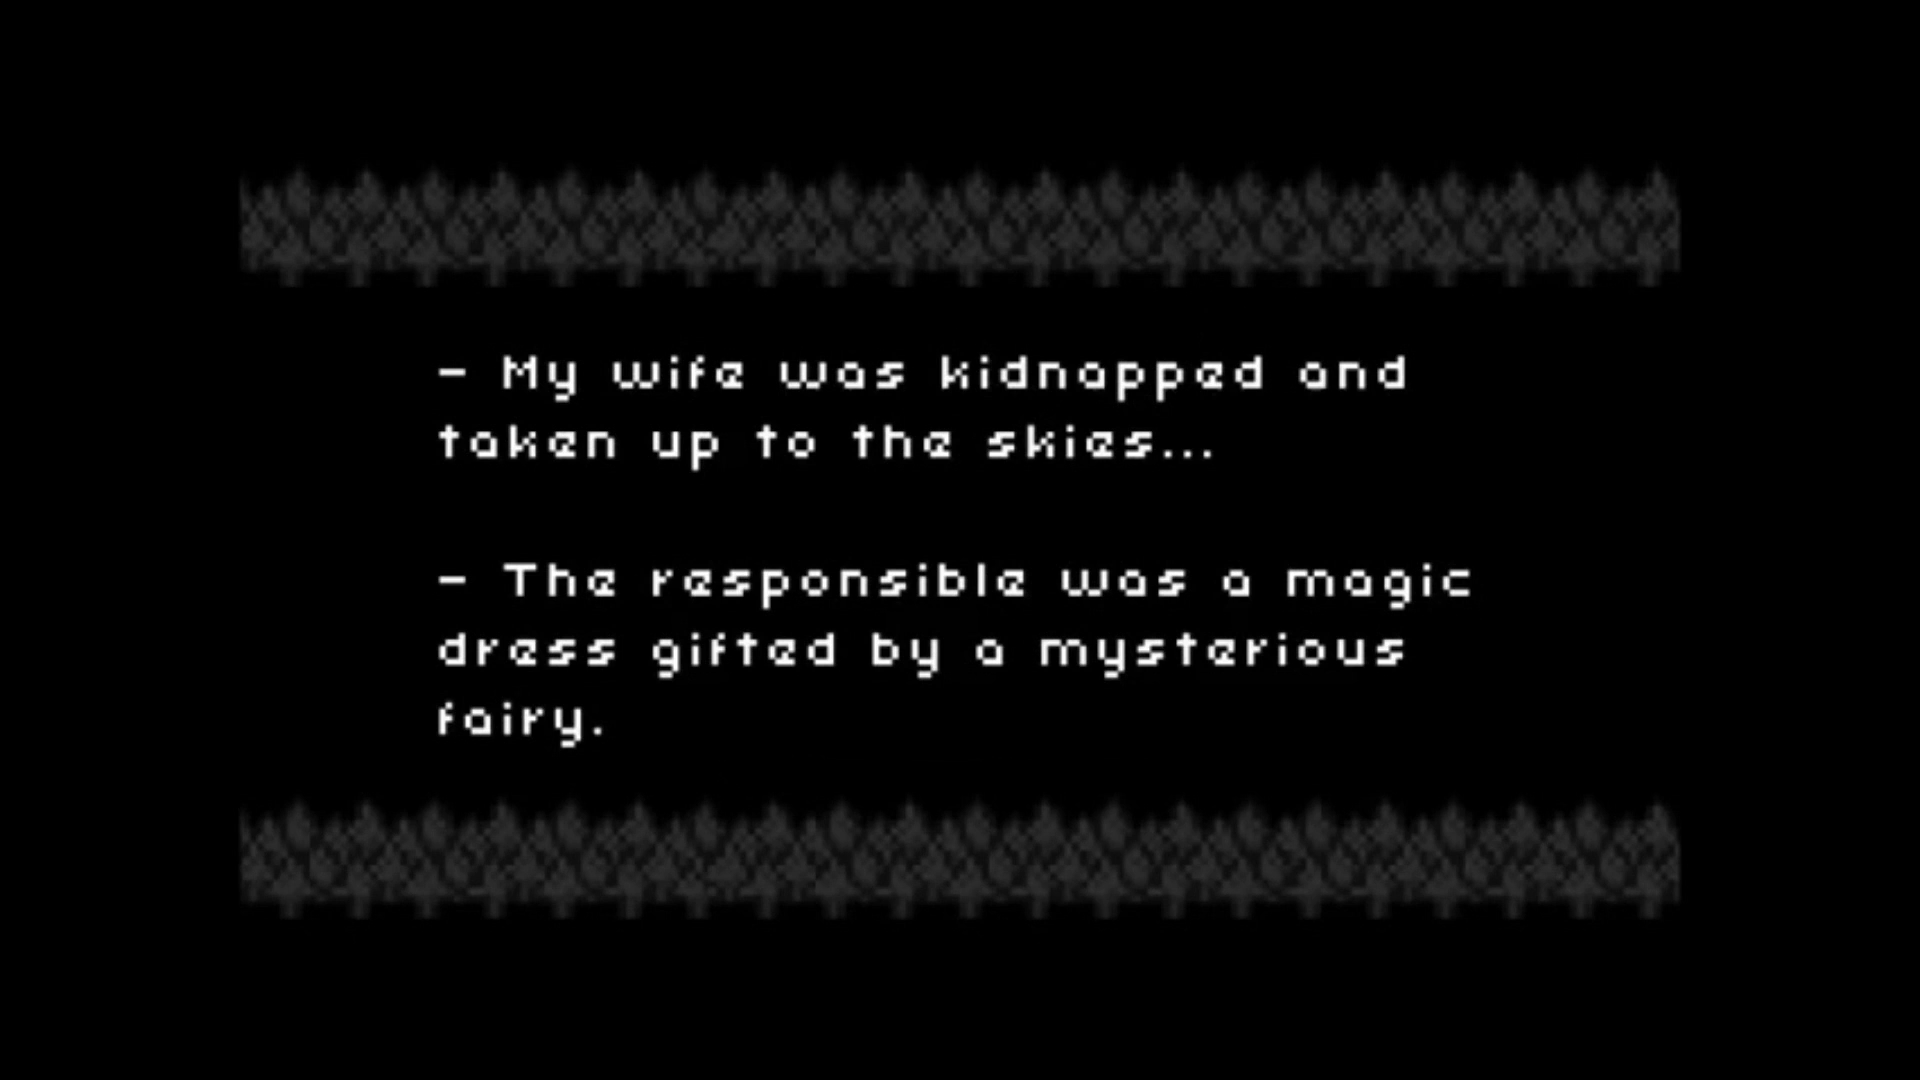 - My wife was kidnapped and
taken up to the skies...
- The responsible was a magic
dress gifted by a mysterious
fairy.